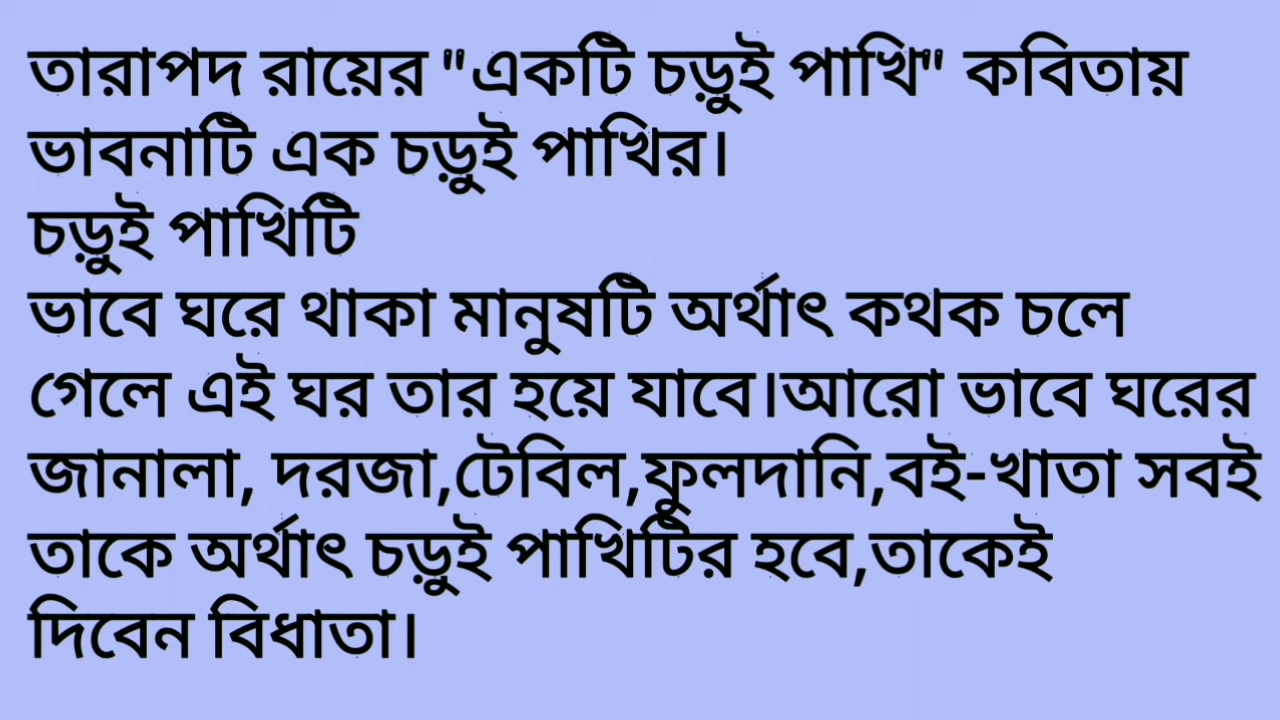 তারাপদ রায়ের "একটি চড়ুই পাখি" কবিতায়
ভাবনাটি এক চড়ুই পাখির।
চড়ুই পাখিটি
ভাবে ঘরে থাকা মানুষটি অর্থাৎ কথক চলে
গেলে এই ঘর তার হয়ে যাবে।আরো ভাবে ঘরের
জানালা, দরজা,টেবিল,ফুলদানি,বই-খাতা সবই
তাকে অর্থাৎ চড়ুই পাখিটির হবে,তাকেই
দিবেন বিধাতা।